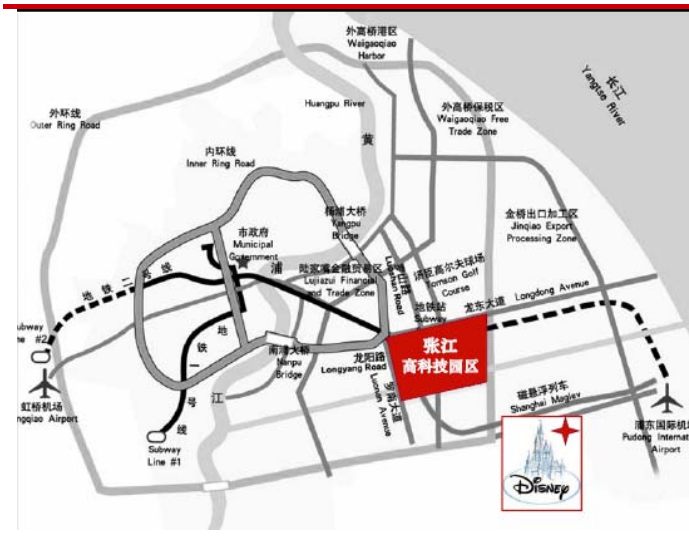 外高桥港区
Waigaoqiao
Harbor
长江
Yangtse River
外环线
Outer Ring Road
Huangpu River
外高桥保税区
Waigaoqiao Free
Trade Zone
黄
内环线
Inner Ring Road
杨浦大桥
Yangpu
Bridge
金桥出口加工区
Jinqiao Export
Processing Zone
市政府
Municipal
Government
浦
陆家嘴金融贸易区
Lujiazui Financial
and Trade Zone
罗山路
Luoshan Road
汤臣高尔夫球场
Tomson Golf
Course
地铁二号线
地铁站
Subway
龙东大道 Longdong Avenue
ubway
ine #2
地铁一号线
南浦大桥
Nanpu
Bridge
龙阳路
Longyang Road
张江
高科技园区
罗南大道
Luonan Avenue
磁悬浮列车
Shanghai Maglev
虹桥机场
ngqiao Airport
江
Subway
Line #1
浦东国际机场
Pudong Internat
Airport
Disney